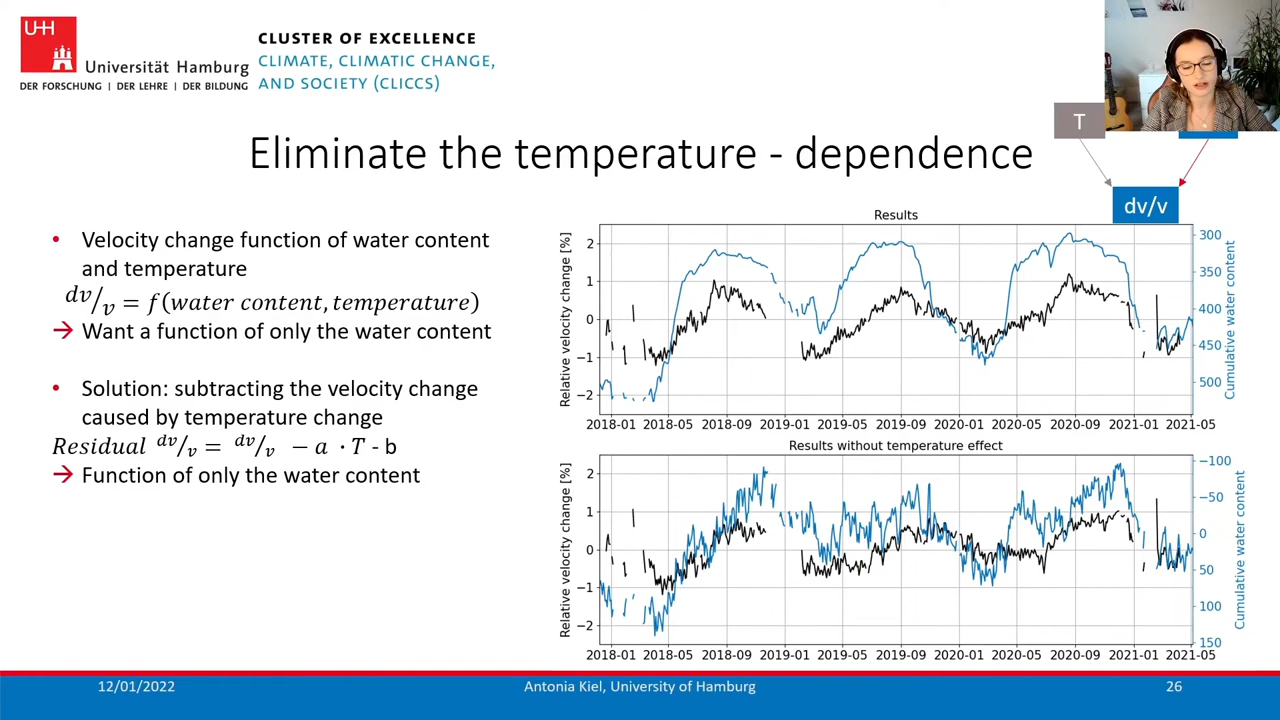 UH
Universität Hamburg
DER FORSCHUNG | DER LEHRE | DER BILDUNG
CLUSTER OF EXCELLENCE
CLIMATE, CLIMATIC CHANGE,
AND SOCIETY (CLICCS)
T
dv/v
Eliminate the temperature - dependence
• Velocity change function of water content
and temperature
dv/v = f(water content, temperature)
→ Want a function of only the water content
• Solution: subtracting the velocity change
caused by temperature change
Residual dv/v = dv/v − a · T - b
→ Function of only the water content
Results
Relative velocity change [%]
2
1
0
−1
−2
300
350
400
450
500
Cumulative water content
2018-01 2018-05 2018-09 2019-01 2019-05 2019-09 2020-01 2020-05 2020-09 2021-01 2021-05
Results without temperature effect
Relative velocity change [%]
2
1
0
−1
−2
−100
−50
0
50
100
150
Cumulative water content
2018-01 2018-05 2018-09 2019-01 2019-05 2019-09 2020-01 2020-05 2020-09 2021-01 2021-05
12/01/2022
Antonia Kiel, University of Hamburg
26